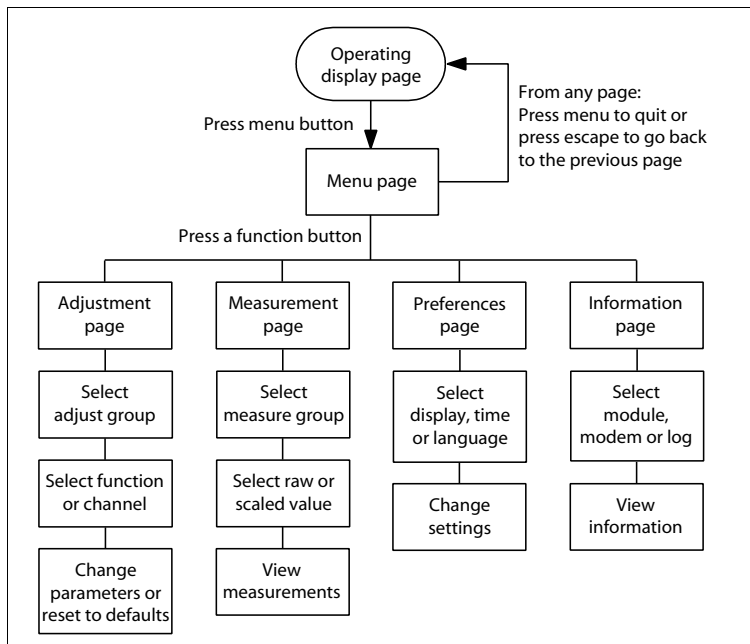 Operating
display page
From any page:
Press menu to quit or
press escape to go back
to the previous page
Press menu button
Menu page
Press a function button
Adjustment
page
Measurement
page
Preferences
page
Information
page
Select
adjust group
Select
measure group
Select
display, time
or language
Select
module,
modem or log
Select function
or channel
Select raw or
scaled value
Change
settings
View
information
Change
parameters or
reset to defaults
View
measurements